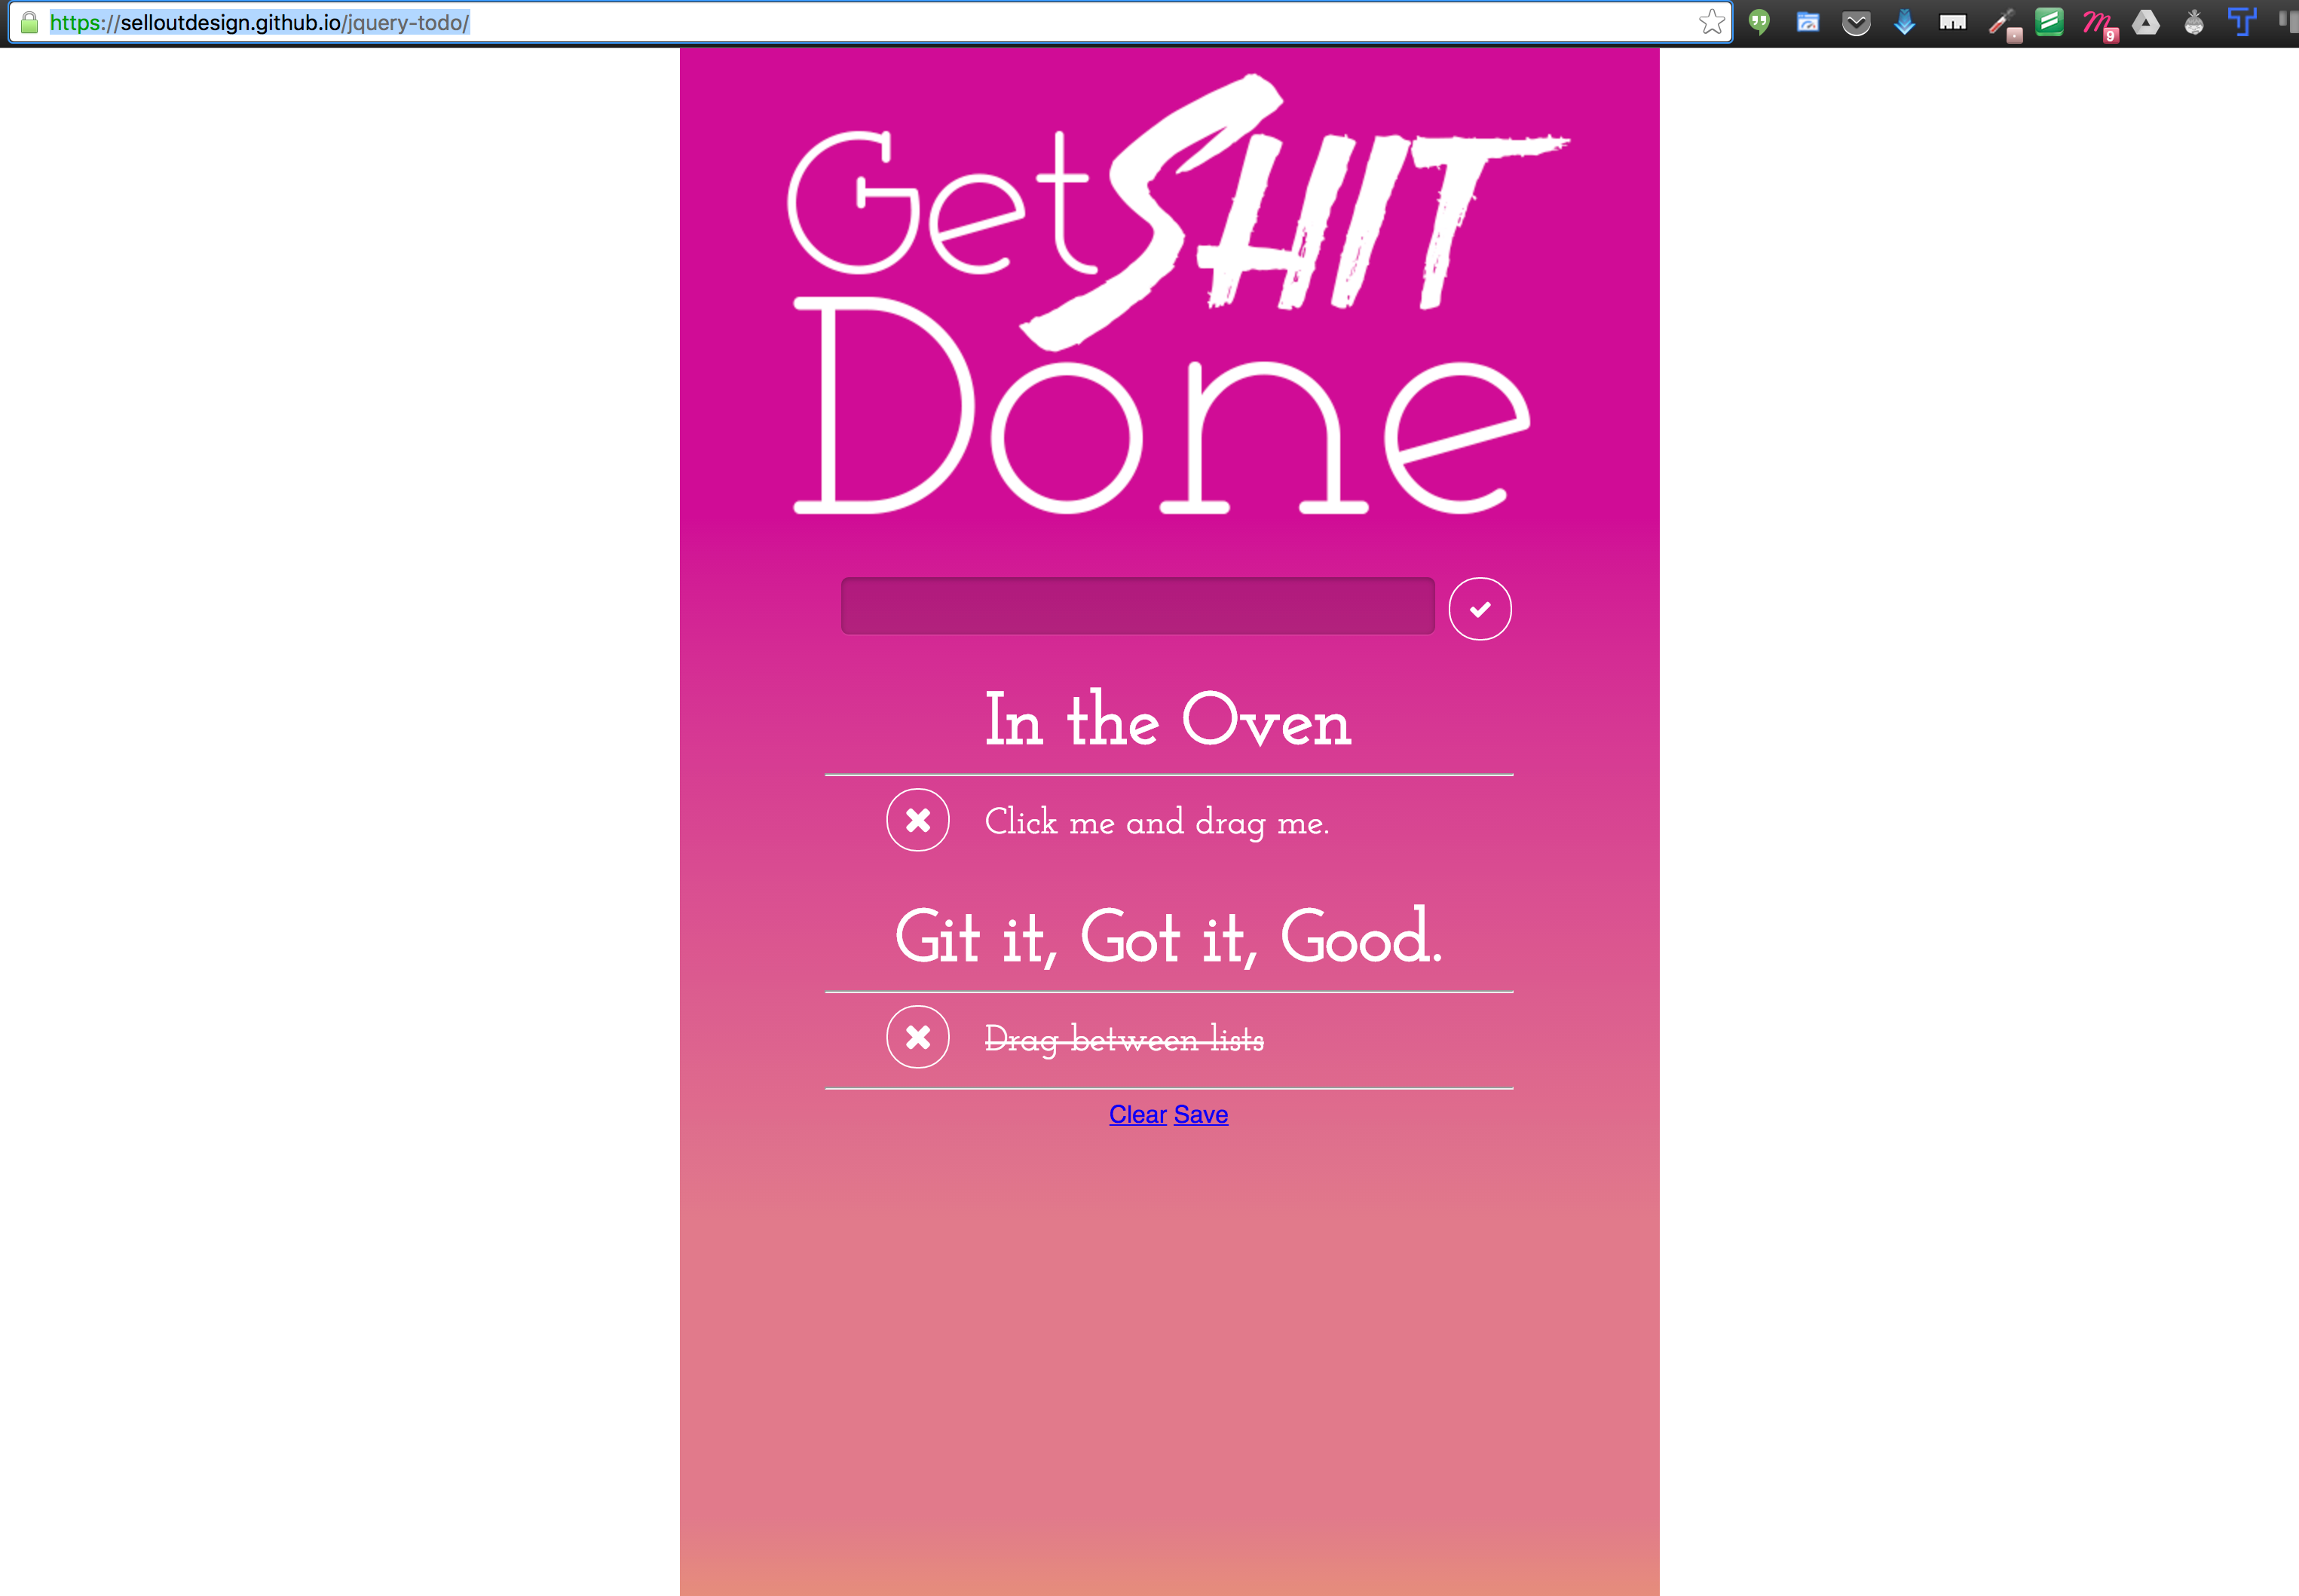 https://selloutdesign.github.io/jquery-todo/
9
Get SHIT
Done
In the Oven
Click me and drag me.
Git it, Got it, Good.
Drag between lists
Clear Save